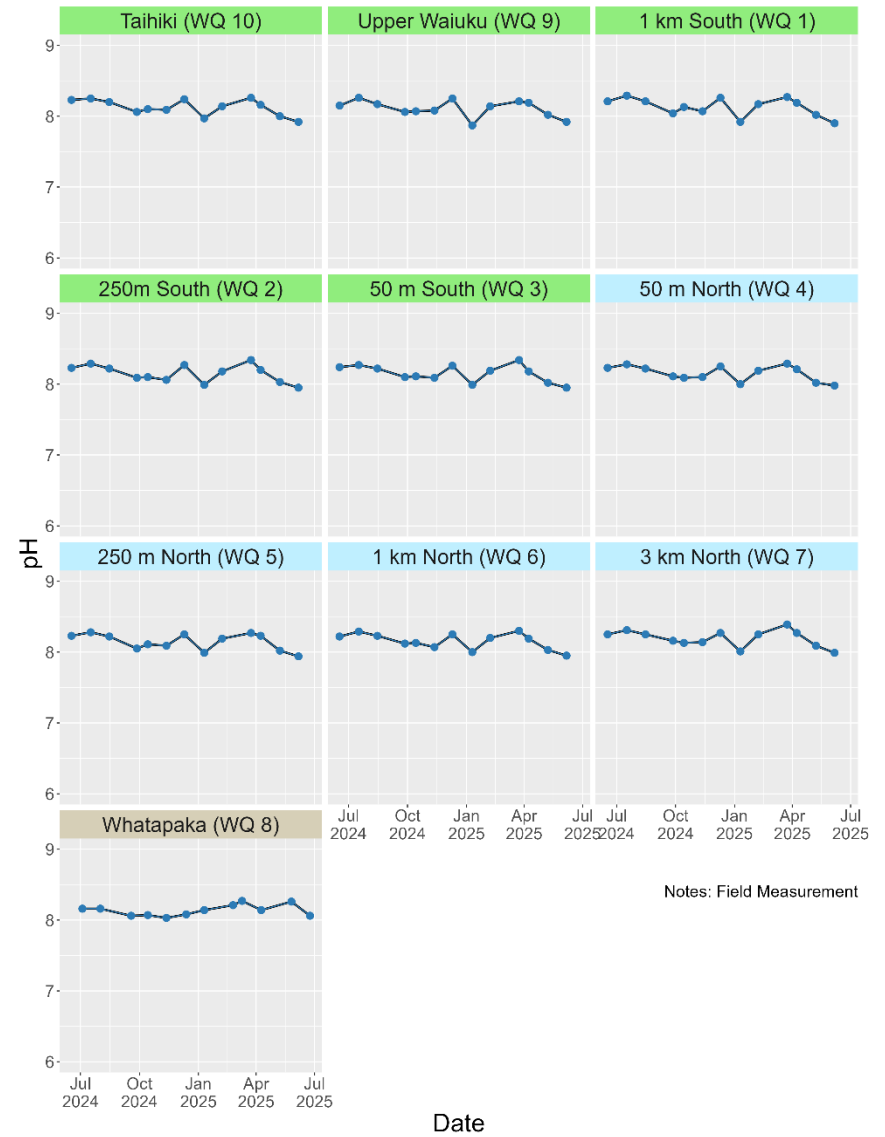 Taihiki (WQ 10)
Upper Waiuku (WQ 9)
1 km South (WQ 1)
9
8
7
6
250m South (WQ 2)
50 m South (WQ 3)
50 m North (WQ 4)
9
8
7
6
pH
250 m North (WQ 5)
1 km North (WQ 6)
3 km North (WQ 7)
9
8
7
6
Jul 2024
Oct 2024
Jan 2025
Apr 2025
Jul 2025
Jul 2024
Oct 2024
Jan 2025
Apr 2025
Jul 2025
Whatapaka (WQ 8)
9
8
7
6
Notes: Field Measurement
Jul 2024
Oct 2024
Jan 2025
Apr 2025
Jul 2025
Date